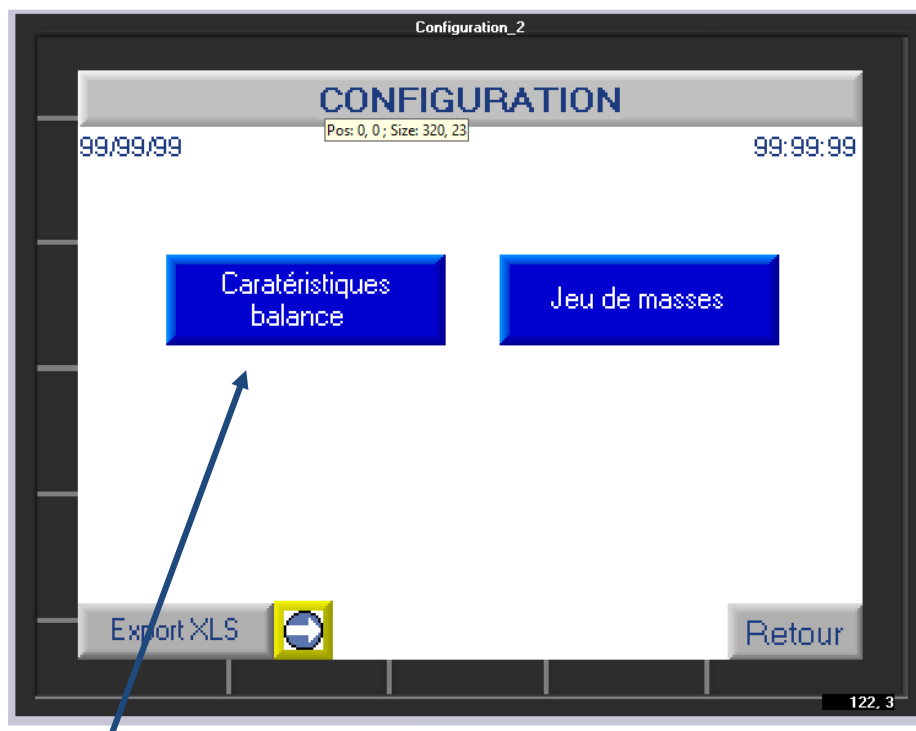 Configuration_2
CONFIGURATION
Pos: 0, 0 ; Size: 320, 23
99/99/99
99:99:99
Caratéristiques
balance
Jeu de masses
Export XLS
Retour
122, 3